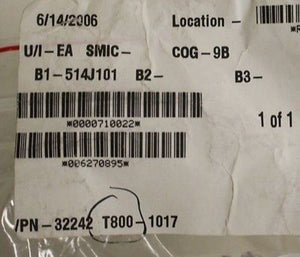 6/14/2006 Location -
U/I-EA SMIC- COG-9B
B1-514J101 B2- B3-
*0000710022*
1 of 1
*006270895*
/PN-32242 T800-1017